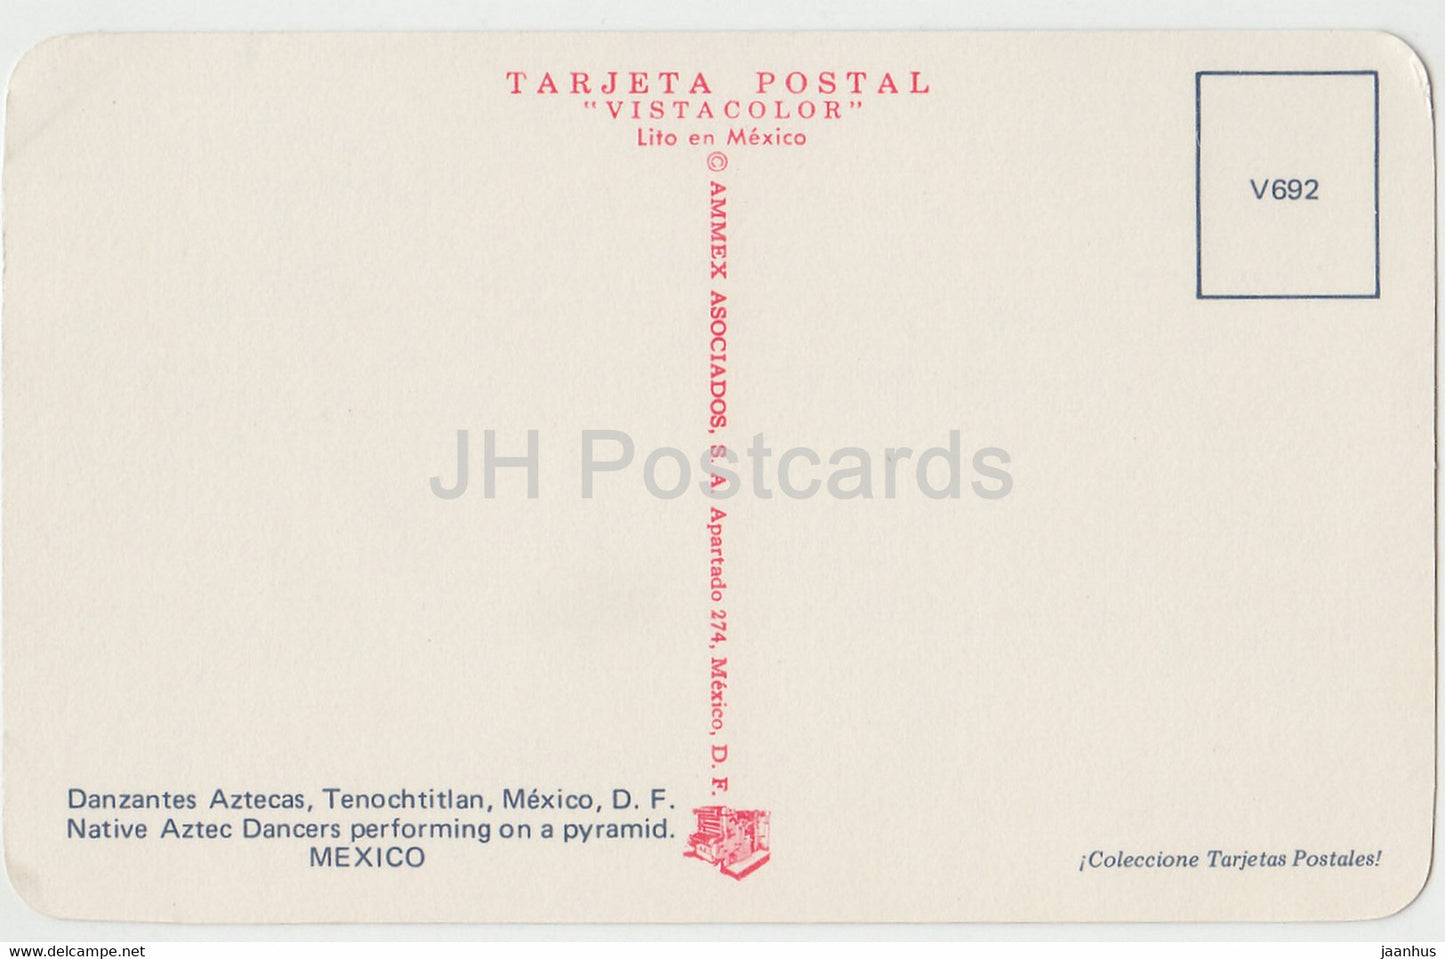 TARJETA POSTAL
"VISTACOLOR"
Lito en México
© AMMEX ASOCIADOS, S. A. Apartado 274, México, D. F.
V692
JH Postcards
Danzantes Aztecas, Tenochtitlan, México, D. F.
Native Aztec Dancers performing on a pyramid.
MEXICO
¡Coleccione Tarjetas Postales!
www.delcampe.net
jaanhus